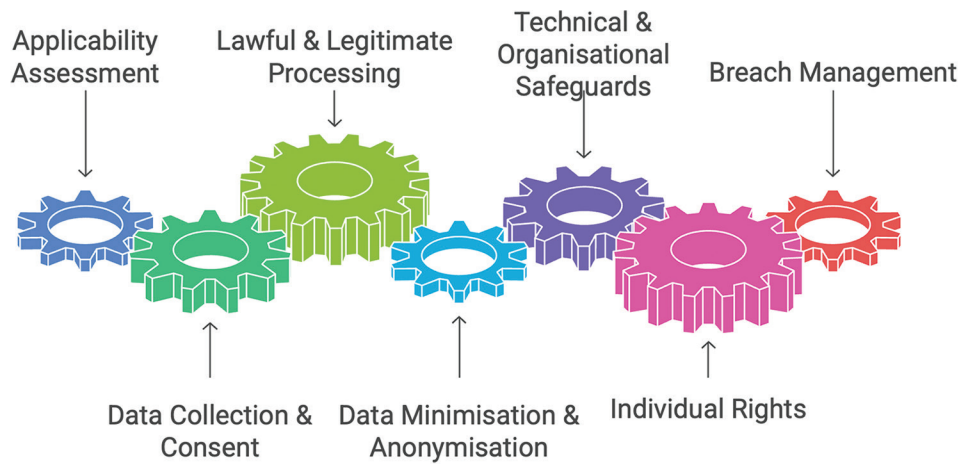 Applicability
Assessment
Lawful & Legitimate
Processing
Technical &
Organisational
Safeguards
Breach Management
Data Collection &
Consent
Data Minimisation &
Anonymisation
Individual Rights